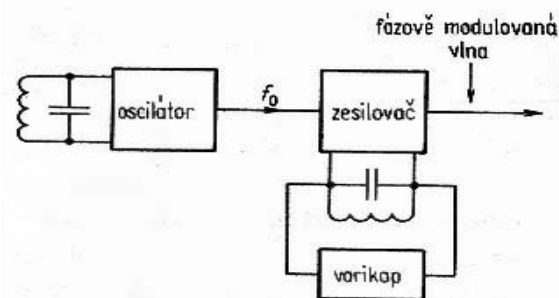 fázově modulovaná
vlna
oscilátor
f₀
zesilovač
varikap